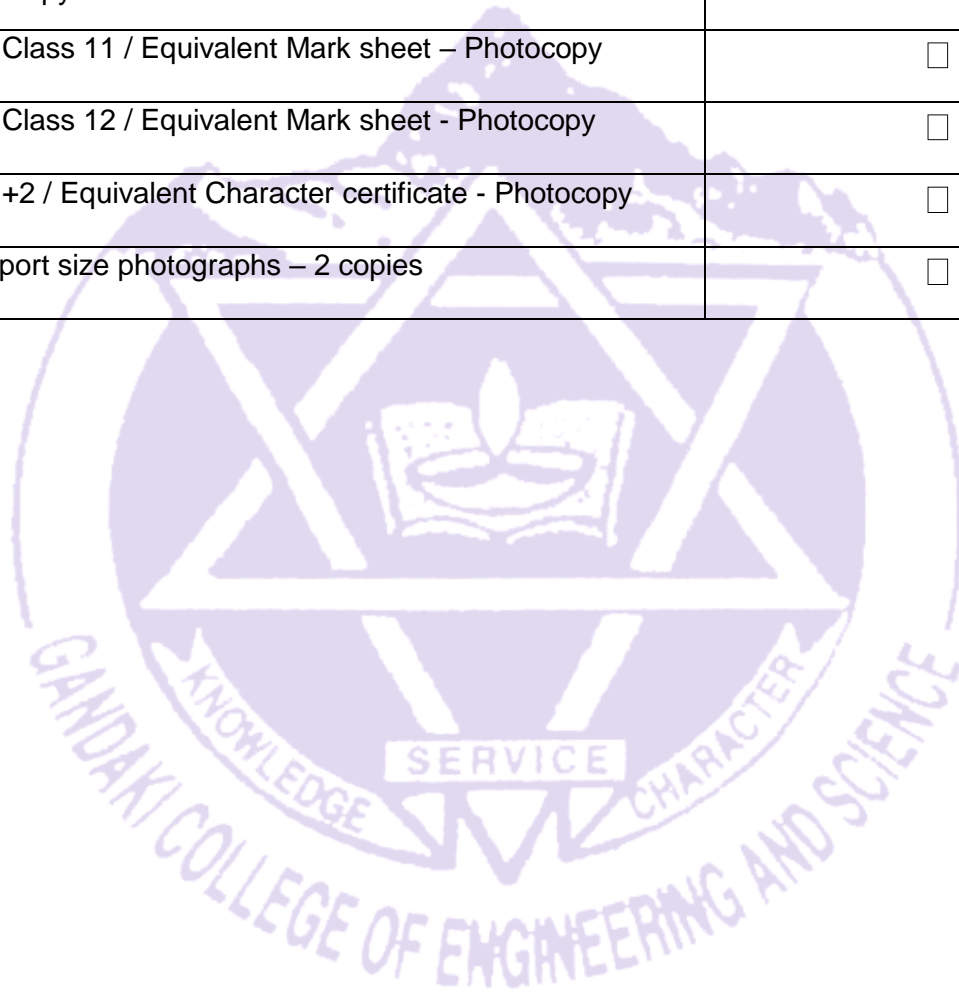 Class 11 / Equivalent Mark sheet – Photocopy
Class 12 / Equivalent Mark sheet - Photocopy
+2 / Equivalent Character certificate - Photocopy
port size photographs – 2 copies
KNOWLEDGE
SERVICE
CHARACTER
GANDAKI COLLEGE OF ENGINEERING AND SCIENCE